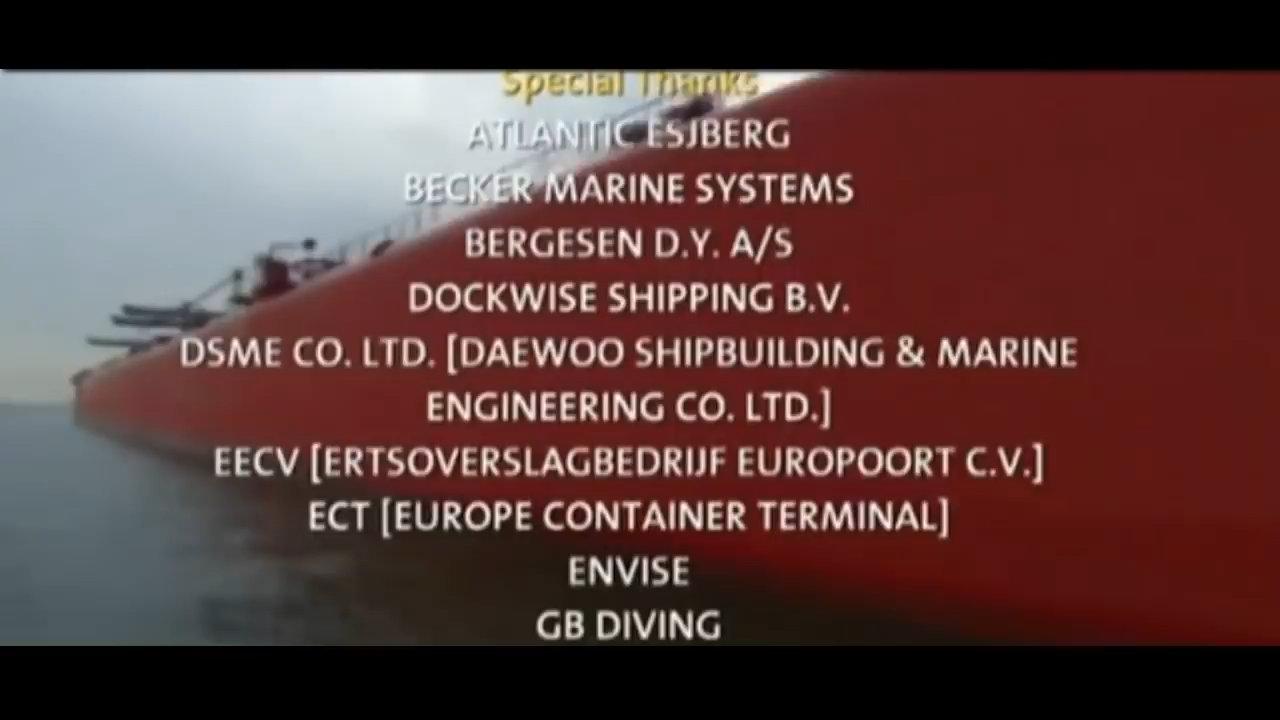 Special Thanks
ATLANTIC ESJBERG
BECKER MARINE SYSTEMS
BERGESEN D.Y. A/S
DOCKWISE SHIPPING B.V.
DSME CO. LTD. [DAEWOO SHIPBUILDING & MARINE
ENGINEERING CO. LTD.]
EECV [ERTSOVERSLAGBEDRIJF EUROPOORT C.V.]
ECT [EUROPE CONTAINER TERMINAL]
ENVISE
GB DIVING